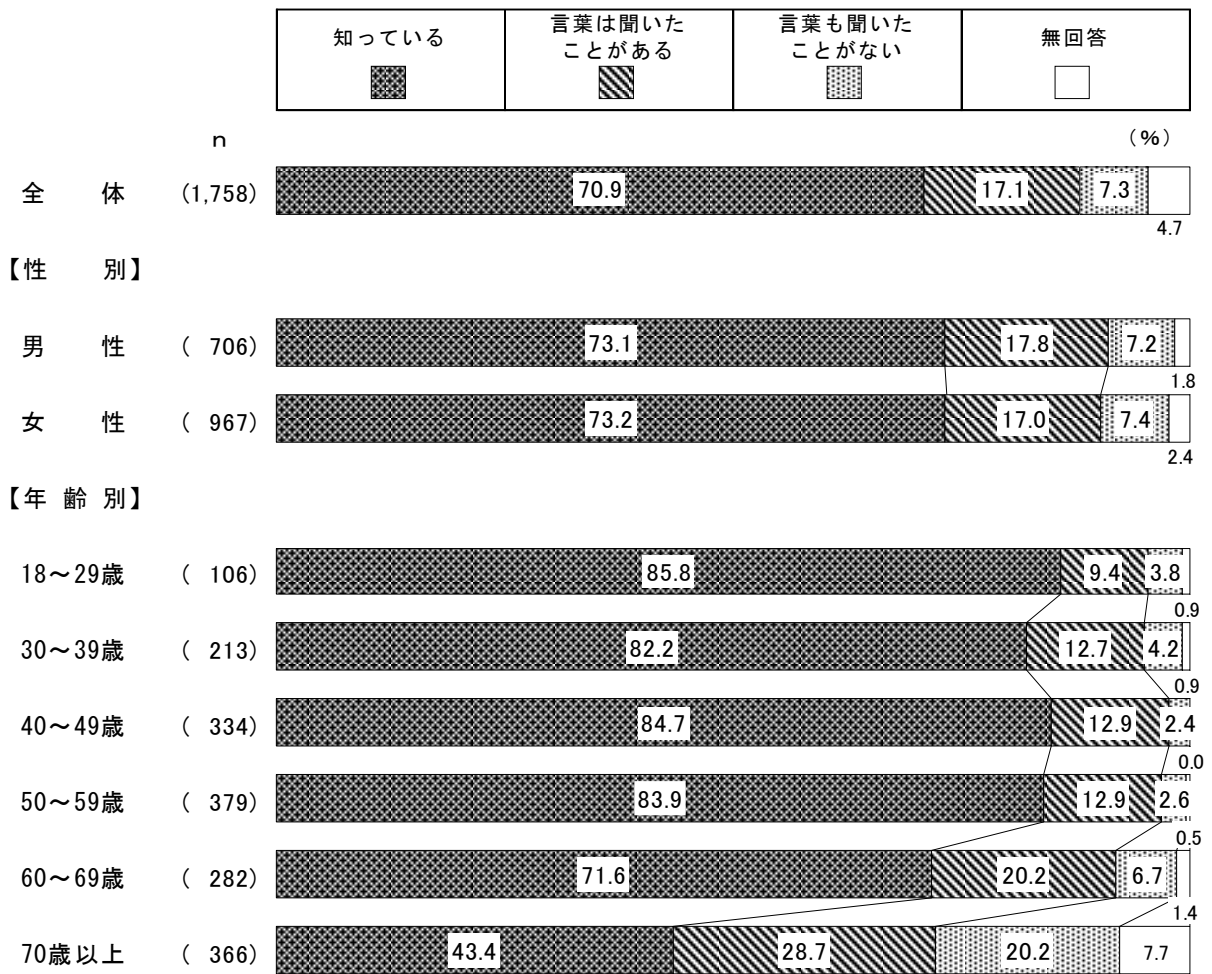 知っている
言葉は聞いた
ことがある
言葉も聞いた
ことがない
無回答
n (%)
全 体 (1,758) 70.9 17.1 7.3
4.7
【性 別】
男 性 ( 706) 73.1 17.8 7.2
1.8
女 性 ( 967) 73.2 17.0 7.4
2.4
【年 齢 別】
18～29歳 ( 106) 85.8 9.4 3.8
0.9
30～39歳 ( 213) 82.2 12.7 4.2
0.9
40～49歳 ( 334) 84.7 12.9 2.4
0.0
50～59歳 ( 379) 83.9 12.9 2.6
0.5
60～69歳 ( 282) 71.6 20.2 6.7
1.4
70歳以上 ( 366) 43.4 28.7 20.2 7.7